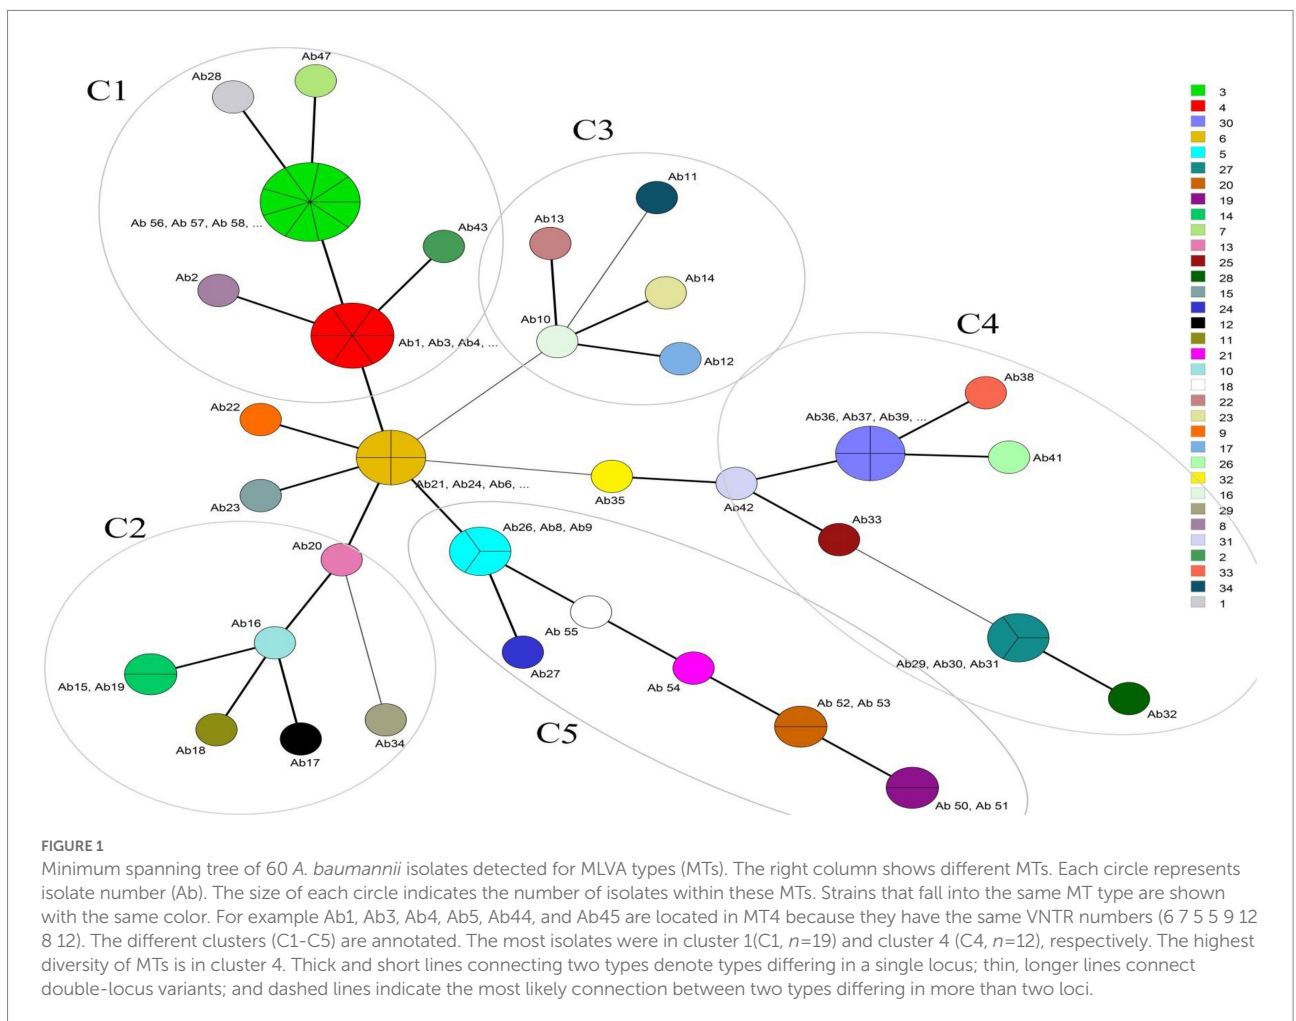 C1
Ab28
Ab47
Ab 56, Ab 57, Ab 58, ...
Ab43
Ab2
Ab1, Ab3, Ab4, ...
C3
Ab11
Ab13
Ab14
Ab10
Ab12
C4
Ab38
Ab36, Ab37, Ab39, ...
Ab41
Ab42
Ab33
Ab29, Ab30, Ab31
Ab32
Ab22
Ab21, Ab24, Ab6, ...
Ab23
Ab35
C2
Ab20
Ab16
Ab15, Ab19
Ab18
Ab17
Ab34
Ab26, Ab8, Ab9
Ab 55
Ab27
Ab 54
C5
Ab 52, Ab 53
Ab 50, Ab 51
3
4
30
6
5
27
20
19
14
7
13
25
28
15
24
12
11
21
10
18
22
23
9
17
26
32
16
29
8
31
2
33
34
1
FIGURE 1
Minimum spanning tree of 60 A. baumannii isolates detected for MLVA types (MTs). The right column shows different MTs. Each circle represents
isolate number (Ab). The size of each circle indicates the number of isolates within these MTs. Strains that fall into the same MT type are shown
with the same color. For example Ab1, Ab3, Ab4, Ab5, Ab44, and Ab45 are located in MT4 because they have the same VNTR numbers (6 7 5 5 9 12
8 12). The different clusters (C1-C5) are annotated. The most isolates were in cluster 1(C1, n=19) and cluster 4 (C4, n=12), respectively. The highest
diversity of MTs is in cluster 4. Thick and short lines connecting two types denote types differing in a single locus; thin, longer lines connect
double-locus variants; and dashed lines indicate the most likely connection between two types differing in more than two loci.